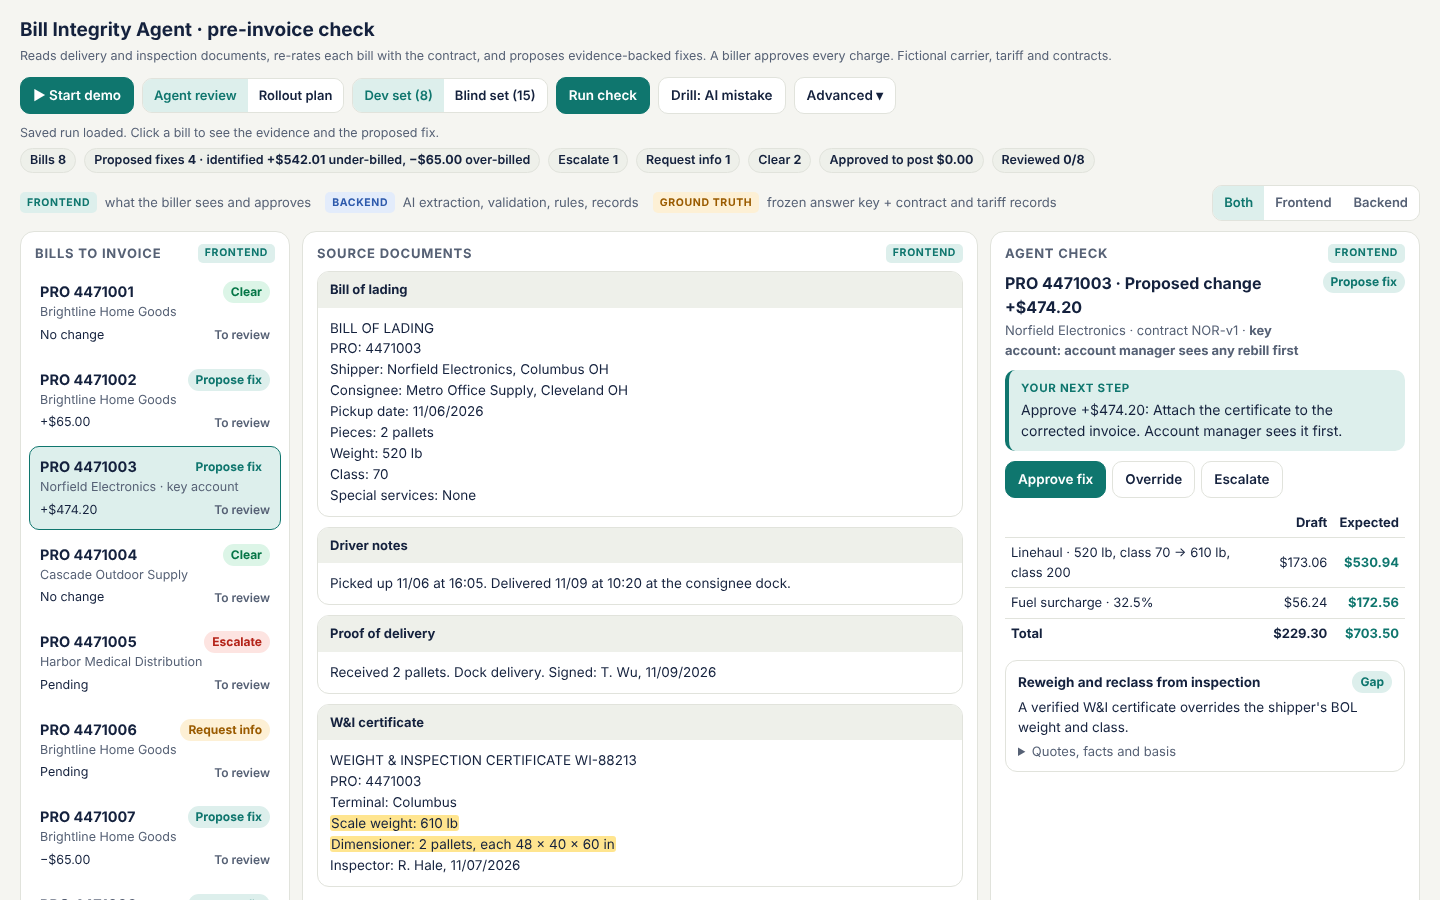 Bill Integrity Agent · pre-invoice check
Reads delivery and inspection documents, re-rates each bill with the contract, and proposes evidence-backed fixes. A biller approves every charge. Fictional carrier, tariff and contracts.
▶ Start demo
Agent review
Rollout plan
Dev set (8)
Blind set (15)
Run check
Drill: AI mistake
Advanced ▾
Saved run loaded. Click a bill to see the evidence and the proposed fix.
Bills 8
Proposed fixes 4 · identified +$542.01 under-billed, −$65.00 over-billed
Escalate 1
Request info 1
Clear 2
Approved to post $0.00
Reviewed 0/8
FRONTEND what the biller sees and approves
BACKEND AI extraction, validation, rules, records
GROUND TRUTH frozen answer key + contract and tariff records
Both
Frontend
Backend
BILLS TO INVOICE
FRONTEND
PRO 4471001
Clear
Brightline Home Goods
No change
To review
PRO 4471002
Propose fix
Brightline Home Goods
+$65.00
To review
PRO 4471003
Propose fix
Norfield Electronics · key account
+$474.20
To review
PRO 4471004
Clear
Cascade Outdoor Supply
No change
To review
PRO 4471005
Escalate
Harbor Medical Distribution
Pending
To review
PRO 4471006
Request info
Brightline Home Goods
Pending
To review
PRO 4471007
Propose fix
Brightline Home Goods
−$65.00
To review
SOURCE DOCUMENTS
FRONTEND
Bill of lading
BILL OF LADING
PRO: 4471003
Shipper: Norfield Electronics, Columbus OH
Consignee: Metro Office Supply, Cleveland OH
Pickup date: 11/06/2026
Pieces: 2 pallets
Weight: 520 lb
Class: 70
Special services: None
Driver notes
Picked up 11/06 at 16:05. Delivered 11/09 at 10:20 at the consignee dock.
Proof of delivery
Received 2 pallets. Dock delivery. Signed: T. Wu, 11/09/2026
W&I certificate
WEIGHT & INSPECTION CERTIFICATE WI-88213
PRO: 4471003
Terminal: Columbus
Scale weight: 610 lb
Dimensioner: 2 pallets, each 48 × 40 × 60 in
Inspector: R. Hale, 11/07/2026
AGENT CHECK
FRONTEND
PRO 4471003 · Proposed change
+$474.20
Propose fix
Norfield Electronics · contract NOR-v1 · key
account: account manager sees any rebill first
YOUR NEXT STEP
Approve +$474.20: Attach the certificate to the
corrected invoice. Account manager sees it first.
Approve fix
Override
Escalate
Draft Expected
Linehaul · 520 lb, class 70 → 610 lb,
class 200
$173.06 $530.94
Fuel surcharge · 32.5% $56.24 $172.56
Total $229.30 $703.50
Reweigh and reclass from inspection
Gap
A verified W&I certificate overrides the shipper's BOL
weight and class.
▶ Quotes, facts and basis